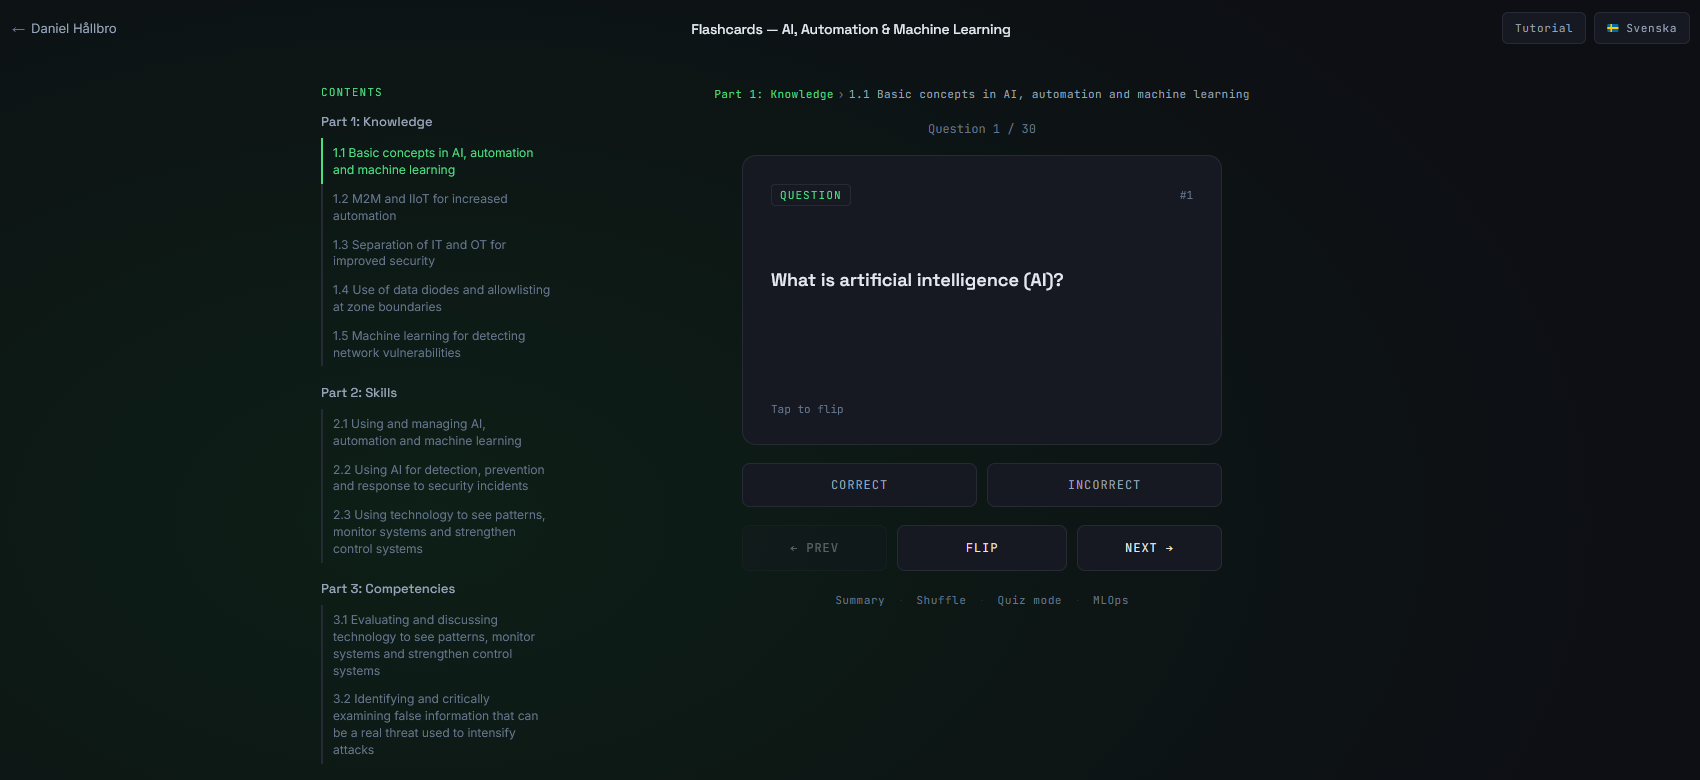 ← Daniel Hållbro
Flashcards — AI, Automation & Machine Learning
Tutorial
Svenska
CONTENTS
Part 1: Knowledge
1.1 Basic concepts in AI, automation
and machine learning
1.2 M2M and IIoT for increased
automation
1.3 Separation of IT and OT for
improved security
1.4 Use of data diodes and allowlisting
at zone boundaries
1.5 Machine learning for detecting
network vulnerabilities
Part 2: Skills
2.1 Using and managing AI,
automation and machine learning
2.2 Using AI for detection, prevention
and response to security incidents
2.3 Using technology to see patterns,
monitor systems and strengthen
control systems
Part 3: Competencies
3.1 Evaluating and discussing
technology to see patterns, monitor
systems and strengthen control
systems
3.2 Identifying and critically
examining false information that can
be a real threat used to intensify
attacks
Part 1: Knowledge › 1.1 Basic concepts in AI, automation and machine learning
Question 1 / 30
QUESTION
#1
What is artificial intelligence (AI)?
Tap to flip
CORRECT
INCORRECT
← PREV
FLIP
NEXT →
Summary · Shuffle · Quiz mode · MLOps